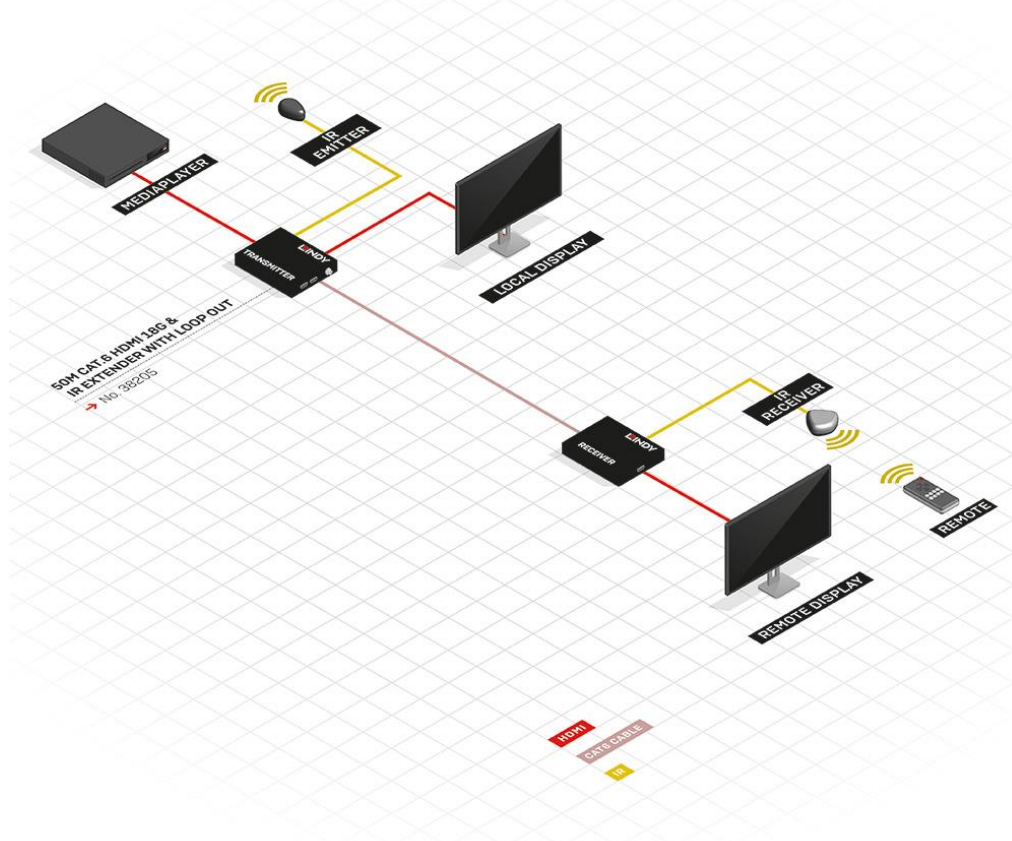 MEDIAPLAYER
IR
EMITTER
LOCAL DISPLAY
LINDY
TRANSMITTER
50M CAT.6 HDMI 18G &
IR EXTENDER WITH LOOP OUT
No. 38205
IR
RECEIVER
LINDY
RECEIVER
REMOTE
REMOTE DISPLAY
HDMI
CAT6 CABLE
IR